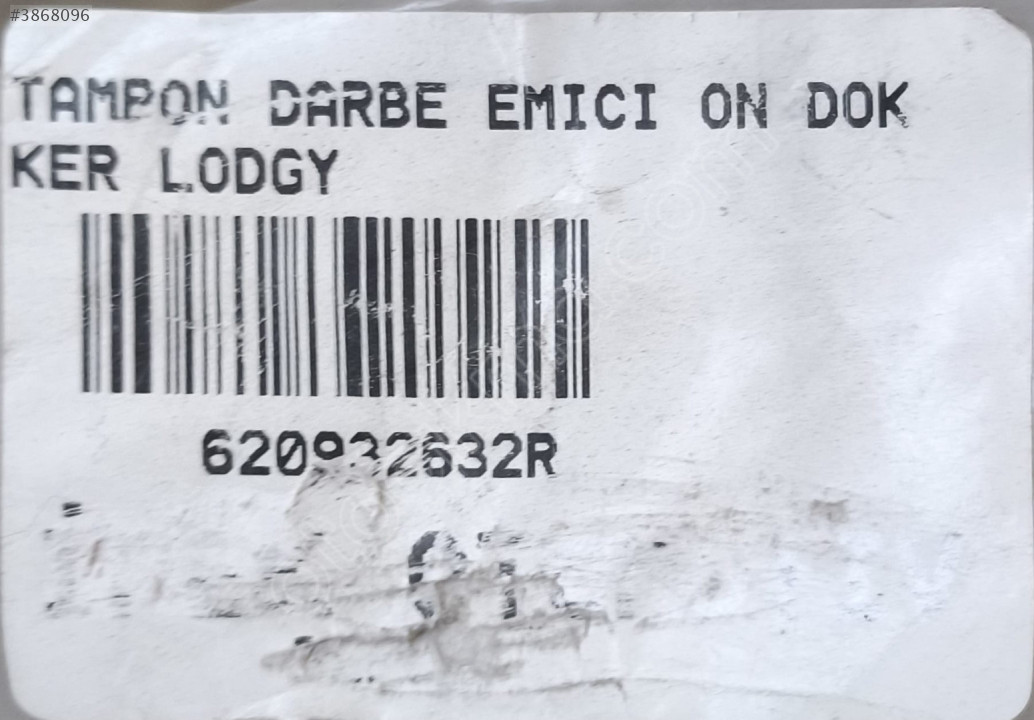 #3868096
TAMPON DARBE EMICI ON DOK
KER LODGY
620932632R